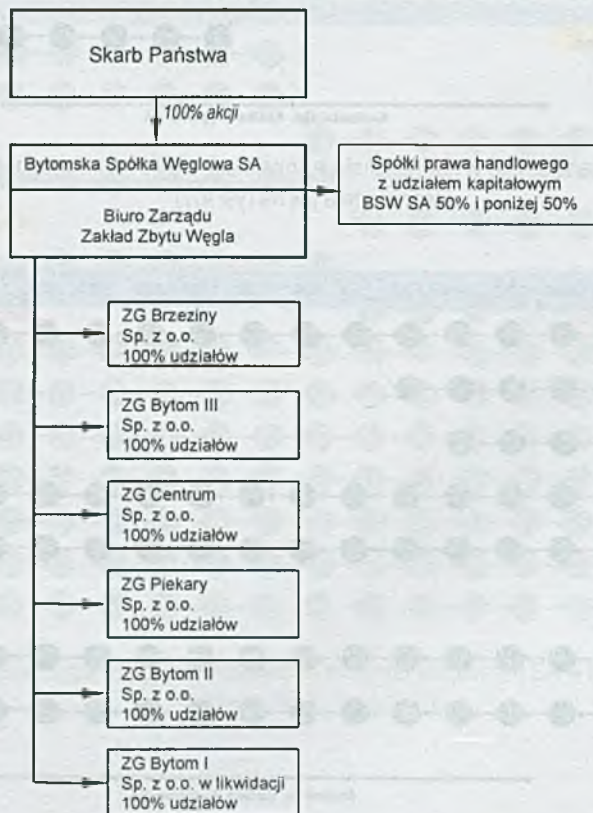 Skarb Państwa
100% akcji
Bytomska Spółka Węglowa SA
Biuro Zarządu
Zakład Zbytu Węgla
Spółki prawa handlowego
z udziałem kapitałowym
BSW SA 50% i poniżej 50%
ZG Brzeziny
Sp. z o.o.
100% udziałów
ZG Bytom III
Sp. z o.o.
100% udziałów
ZG Centrum
Sp. z o.o.
100% udziałów
ZG Piekary
Sp. z o.o.
100% udziałów
ZG Bytom II
Sp. z o.o.
100% udziałów
ZG Bytom I
Sp. z o.o. w likwidacji
100% udziałów